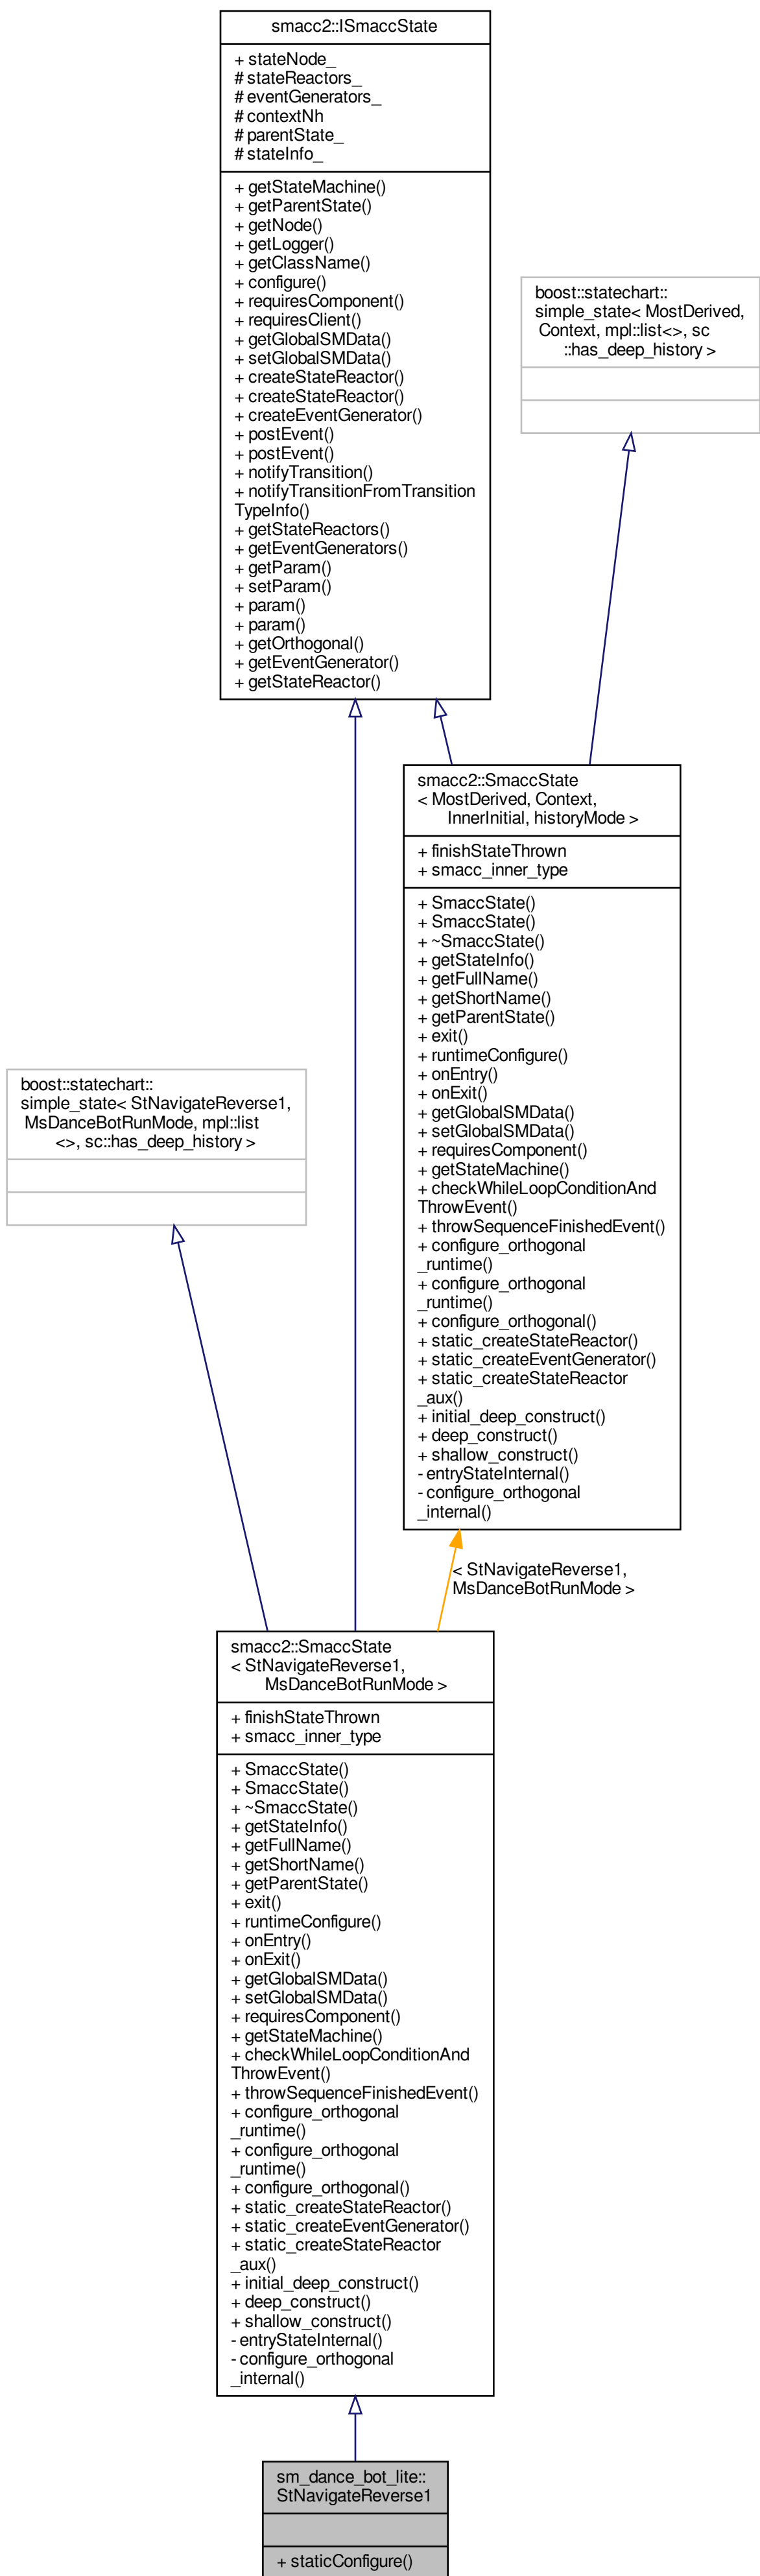 smacc2::ISmaccState
+ stateNode_
# stateReactors_
# eventGenerators_
# contextNh
# parentState_
# stateInfo_
+ getStateMachine()
+ getParentState()
+ getNode()
+ getLogger()
+ getClassName()
+ configure()
+ requiresComponent()
+ requiresClient()
+ getGlobalSMData()
+ setGlobalSMData()
+ createStateReactor()
+ createStateReactor()
+ createEventGenerator()
+ postEvent()
+ postEvent()
+ notifyTransition()
+ notifyTransitionFromTransition
TypeInfo()
+ getStateReactors()
+ getEventGenerators()
+ getParam()
+ setParam()
+ param()
+ param()
+ getOrthogonal()
+ getEventGenerator()
+ getStateReactor()
boost::statechart::
simple_state< MostDerived,
Context, mpl::list<>, sc
::has_deep_history >
smacc2::SmaccState
< MostDerived, Context,
InnerInitial, historyMode >
+ finishStateThrown
+ smacc_inner_type
+ SmaccState()
+ SmaccState()
+ ~SmaccState()
+ getStateInfo()
+ getFullName()
+ getShortName()
+ getParentState()
+ exit()
+ runtimeConfigure()
+ onEntry()
+ onExit()
+ getGlobalSMData()
+ setGlobalSMData()
+ requiresComponent()
+ getStateMachine()
+ checkWhileLoopConditionAnd
ThrowEvent()
+ throwSequenceFinishedEvent()
+ configure_orthogonal
_runtime()
+ configure_orthogonal
_runtime()
+ configure_orthogonal()
+ static_createStateReactor()
+ static_createEventGenerator()
+ static_createStateReactor
_aux()
+ initial_deep_construct()
+ deep_construct()
+ shallow_construct()
- entryStateInternal()
- configure_orthogonal
_internal()
boost::statechart::
simple_state< StNavigateReverse1,
MsDanceBotRunMode, mpl::list
<>, sc::has_deep_history >
< StNavigateReverse1,
MsDanceBotRunMode >
smacc2::SmaccState
< StNavigateReverse1,
MsDanceBotRunMode >
+ finishStateThrown
+ smacc_inner_type
+ SmaccState()
+ SmaccState()
+ ~SmaccState()
+ getStateInfo()
+ getFullName()
+ getShortName()
+ getParentState()
+ exit()
+ runtimeConfigure()
+ onEntry()
+ onExit()
+ getGlobalSMData()
+ setGlobalSMData()
+ requiresComponent()
+ getStateMachine()
+ checkWhileLoopConditionAnd
ThrowEvent()
+ throwSequenceFinishedEvent()
+ configure_orthogonal
_runtime()
+ configure_orthogonal
_runtime()
+ configure_orthogonal()
+ static_createStateReactor()
+ static_createEventGenerator()
+ static_createStateReactor
_aux()
+ initial_deep_construct()
+ deep_construct()
+ shallow_construct()
- entryStateInternal()
- configure_orthogonal
_internal()
sm_dance_bot_lite::
StNavigateReverse1
+ staticConfigure()